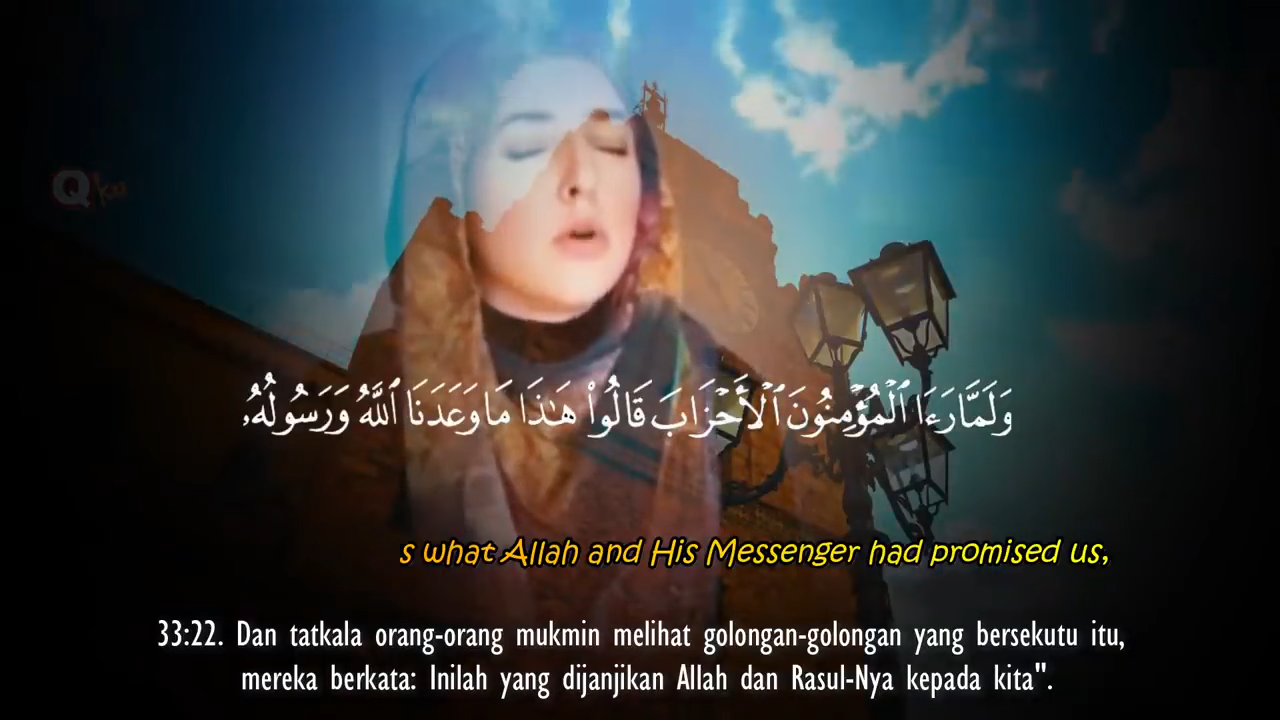 Q'ku
وَلَمَّا رَءَا ٱلْمُؤْمِنُونَ ٱلْأَحْزَابَ قَالُوا۟ هَـٰذَا مَا وَعَدَنَا ٱللَّهُ وَرَسُولُهُۥ
s what Allah and His Messenger had promised us,
33:22. Dan tatkala orang-orang mukmin melihat golongan-golongan yang bersekutu itu,
mereka berkata: Inilah yang dijanjikan Allah dan Rasul-Nya kepada kita".